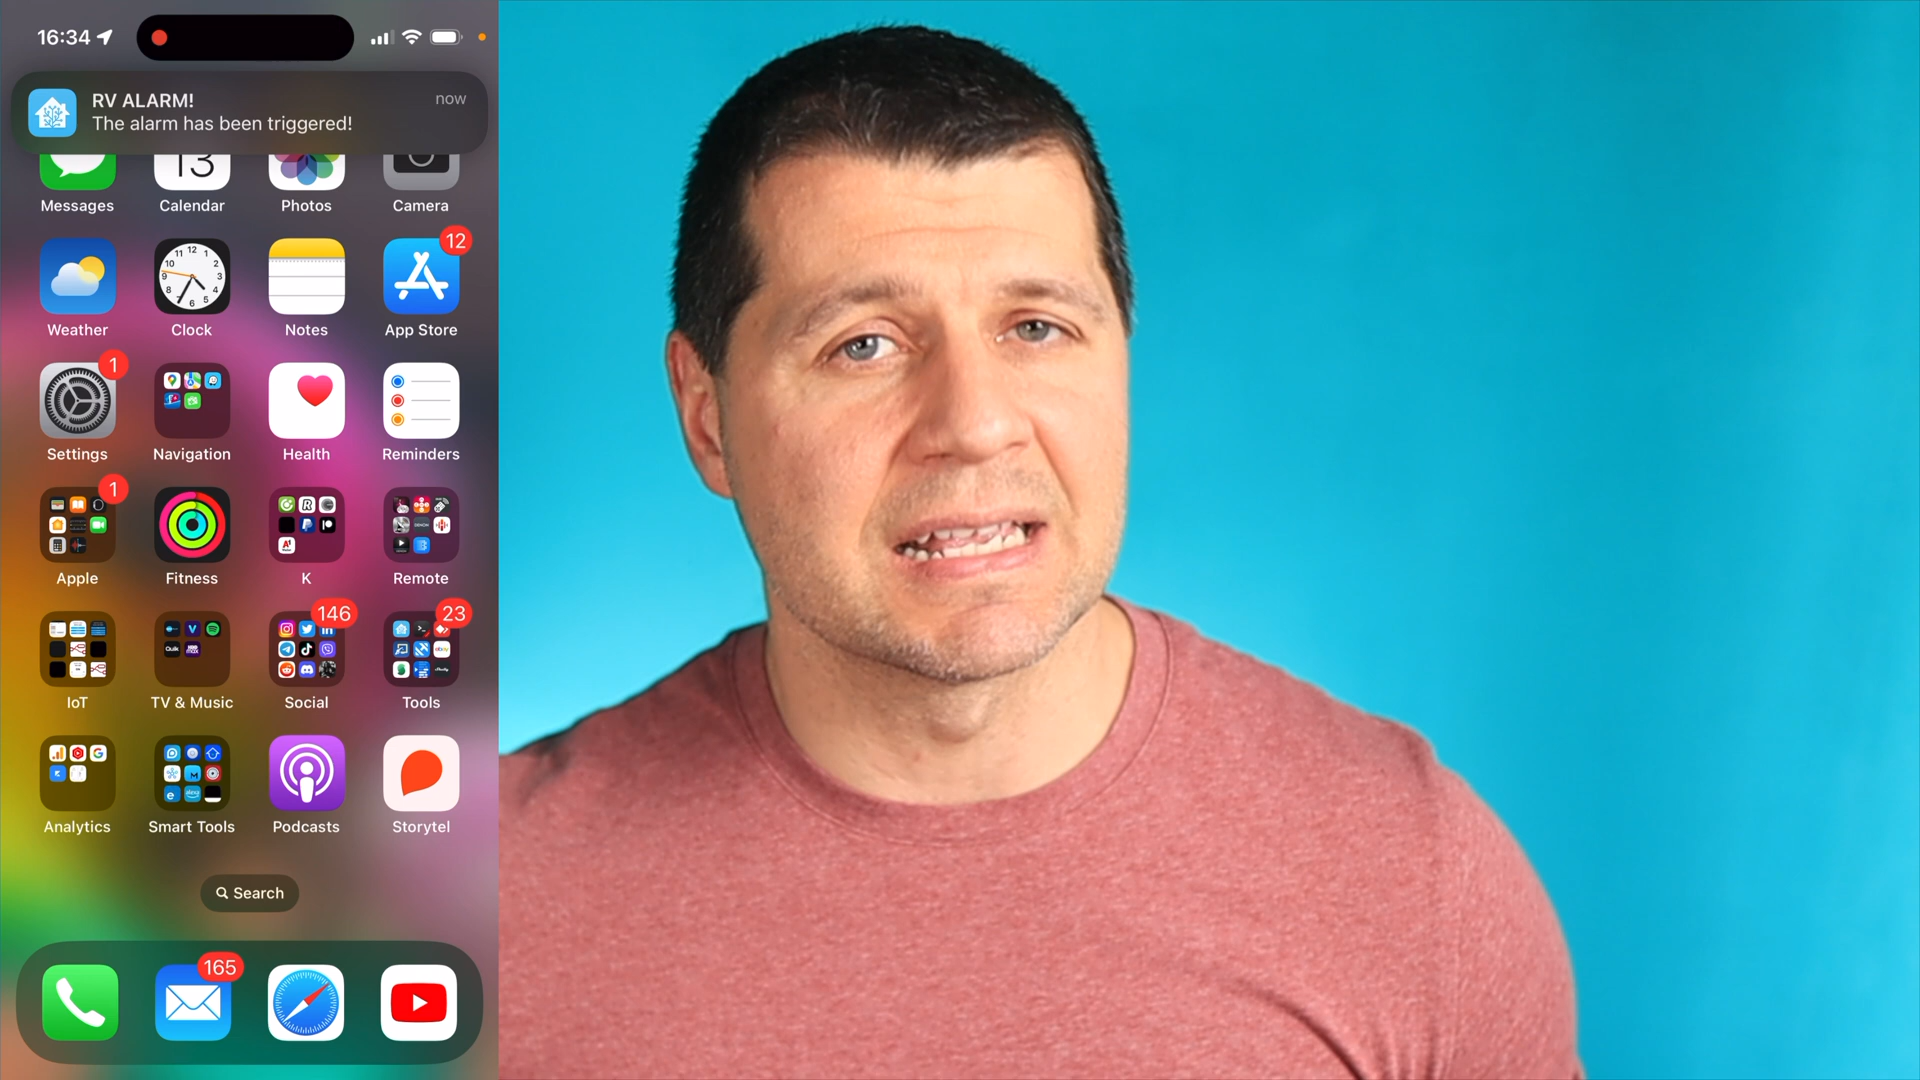 16:34
RV ALARM!
now
The alarm has been triggered!
13
Messages
Calendar
Photos
Camera
12
Weather
Clock
Notes
App Store
1
Settings
Navigation
Health
Reminders
1
Apple
Fitness
K
Remote
146
23
IoT
TV & Music
Social
Tools
Analytics
Smart Tools
Podcasts
Storytel
Search
165